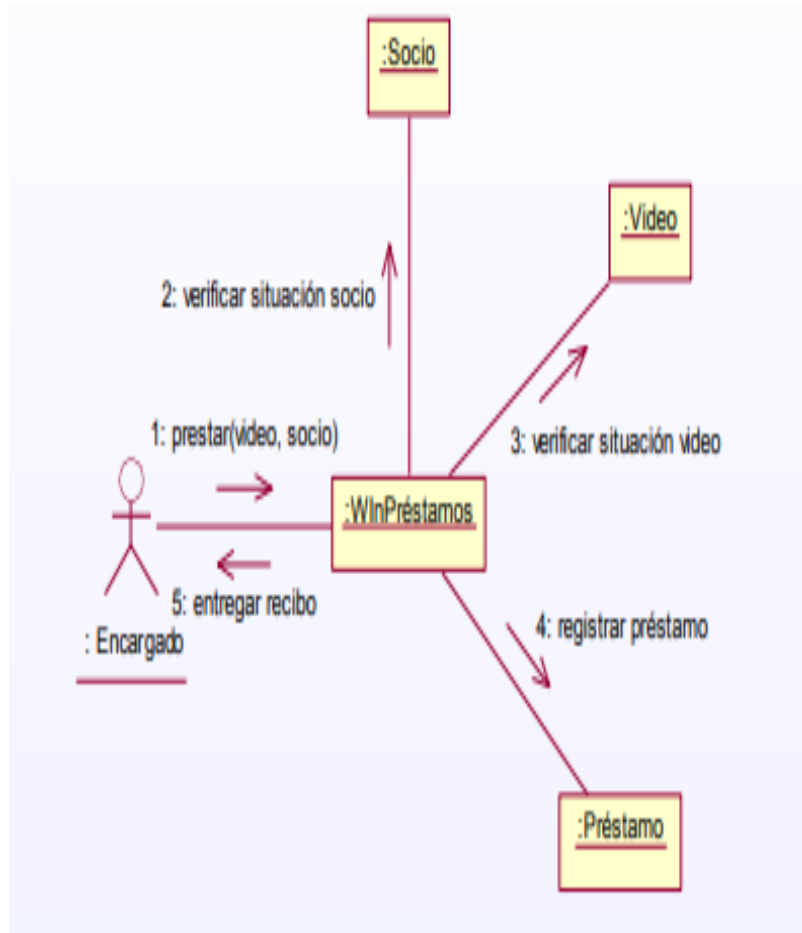 :Socio
:Video
2: verificar situación socio
1: prestar(video, socio)
3: verificar situación video
:WInPréstamos
5: entregar recibo
: Encargado
4: registrar préstamo
:Préstamo